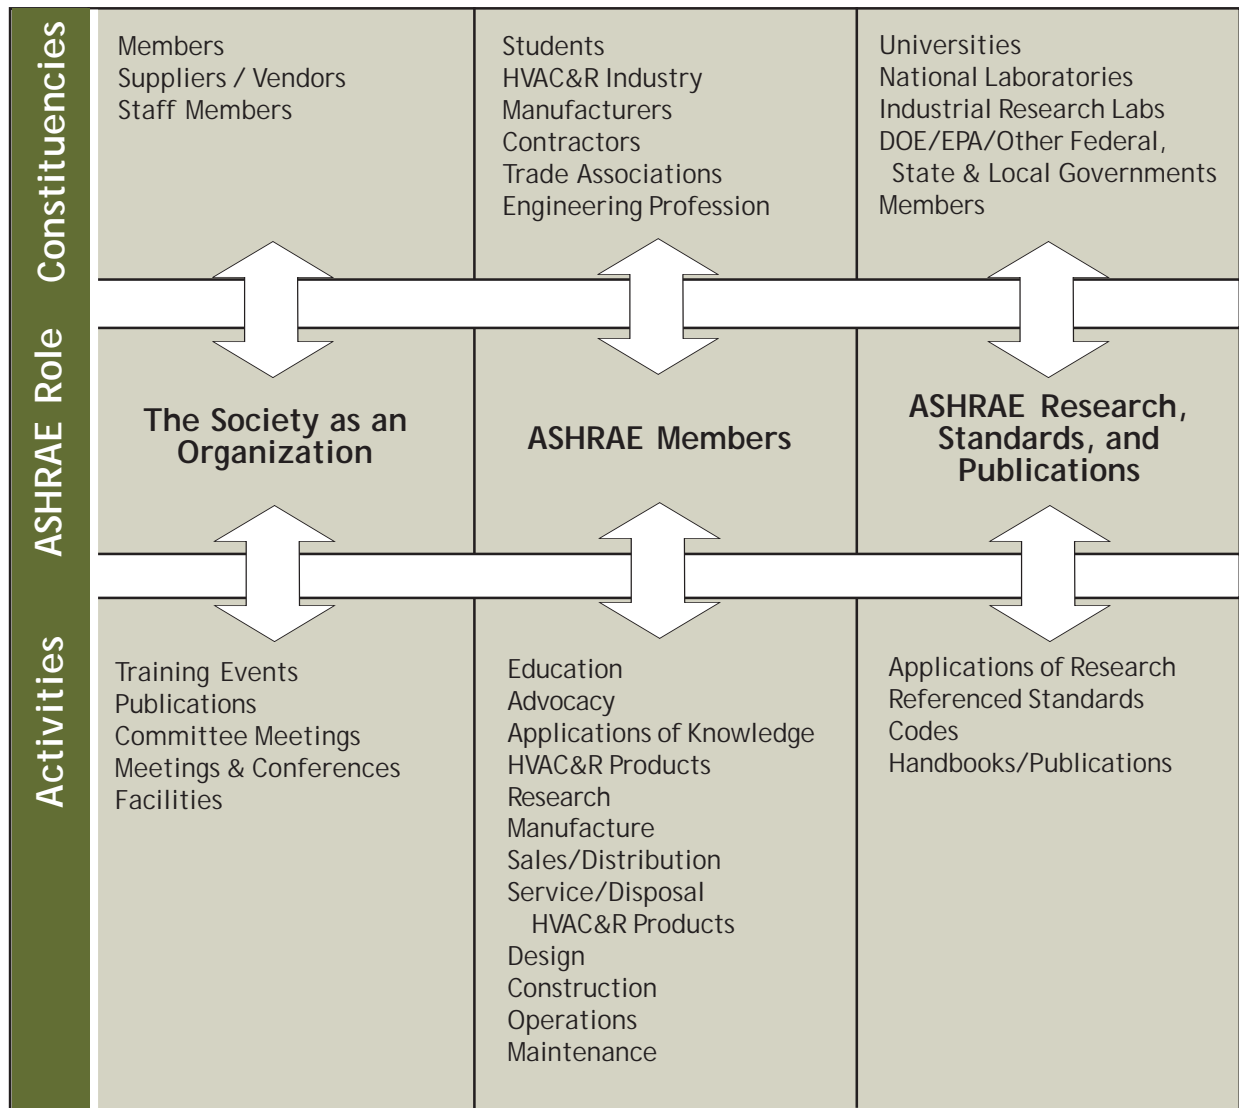 Constituencies
Members
Suppliers / Vendors
Staff Members
Students
HVAC&R Industry
Manufacturers
Contractors
Trade Associations
Engineering Profession
Universities
National Laboratories
Industrial Research Labs
DOE/EPA/Other Federal,
State & Local Governments
Members
ASHRAE Role
The Society as an
Organization
ASHRAE Members
ASHRAE Research,
Standards, and
Publications
Activities
Training Events
Publications
Committee Meetings
Meetings & Conferences
Facilities
Education
Advocacy
Applications of Knowledge
HVAC&R Products
Research
Manufacture
Sales/Distribution
Service/Disposal
HVAC&R Products
Design
Construction
Operations
Maintenance
Applications of Research
Referenced Standards
Codes
Handbooks/Publications